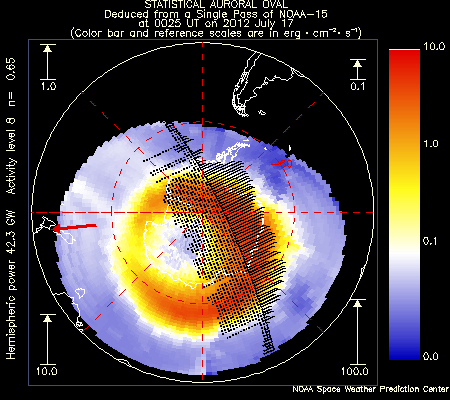 STATISTICAL AURORAL OVAL
Deduced from a Single Pass of NOAA-15
at 0025 UT on 2012 July 17
(Color bar and reference scales are in erg · cm⁻² · s⁻¹)
1.0
0.1
10.0
1.0
0.1
0.0
Hemispheric power 42.3 GW Activity level 8 n= 0.65
10.0
100.0
NOAA Space Weather Prediction Center